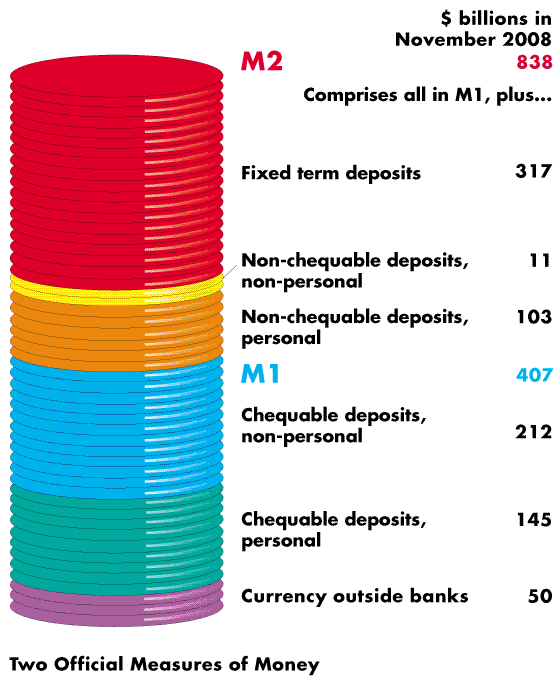 $ billions in
November 2008
M2 838
Comprises all in M1, plus...
Fixed term deposits 317
Non-chequable deposits, 11
non-personal
Non-chequable deposits, 103
personal
M1 407
Chequable deposits,
non-personal 212
Chequable deposits, 145
personal
Currency outside banks 50
Two Official Measures of Money